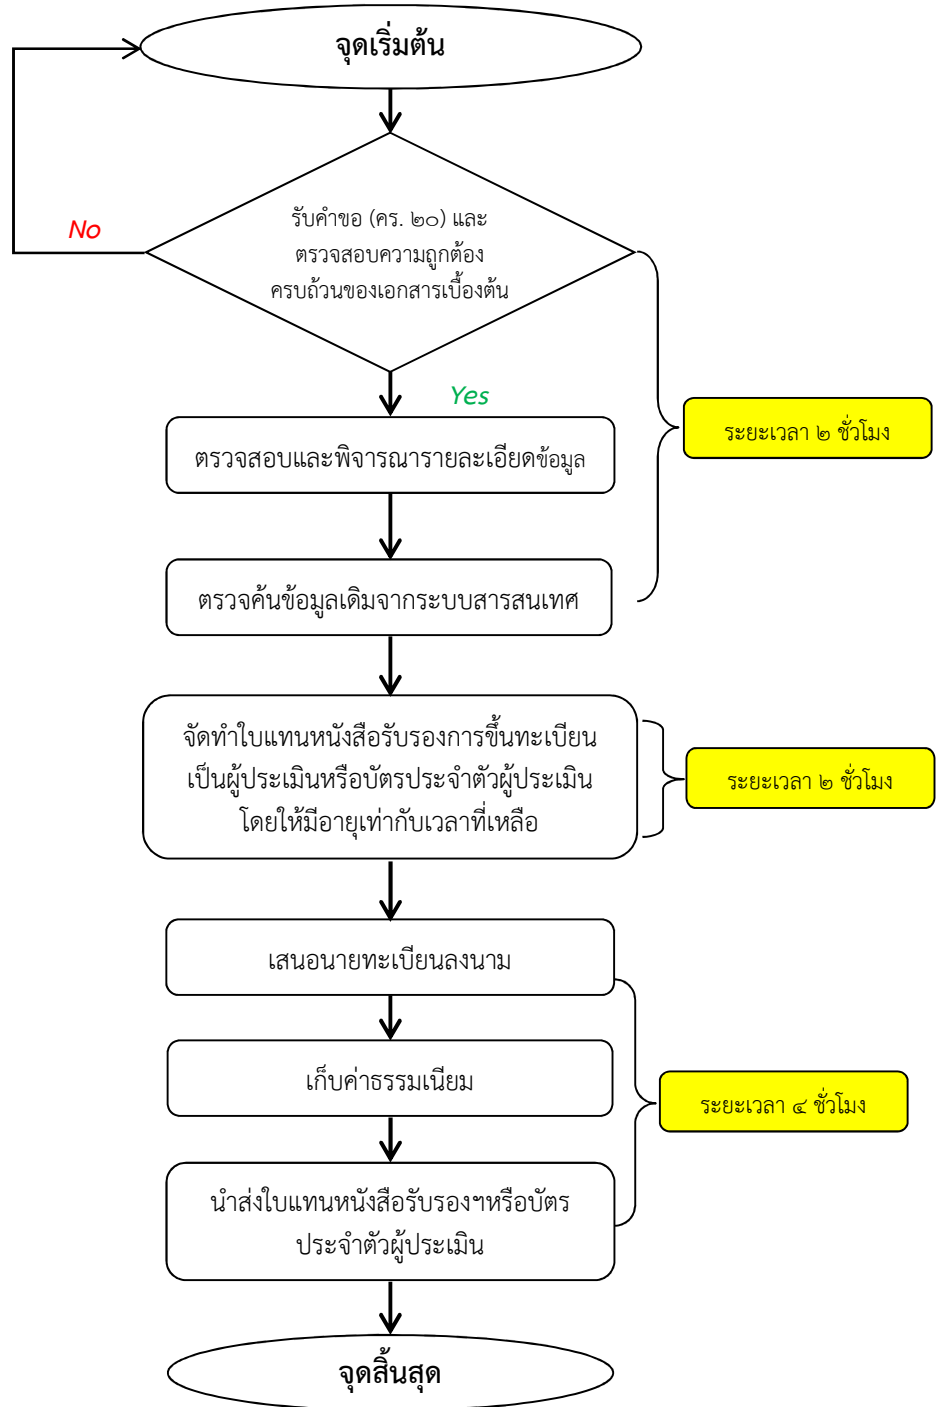 จุดเริ่มต้น
No
รับคำขอ (คร. ๒๐) และ
ตรวจสอบความถูกต้อง
ครบถ้วนของเอกสารเบื้องต้น
Yes
ระยะเวลา ๒ ชั่วโมง
ตรวจสอบและพิจารณารายละเอียดข้อมูล
ตรวจค้นข้อมูลเดิมจากระบบสารสนเทศ
จัดทำใบแทนหนังสือรับรองการขึ้นทะเบียน
เป็นผู้ประเมินหรือบัตรประจำตัวผู้ประเมิน
โดยให้มีอายุเท่ากับเวลาที่เหลือ
ระยะเวลา ๒ ชั่วโมง
เสนอนายทะเบียนลงนาม
เก็บค่าธรรมเนียม
ระยะเวลา ๔ ชั่วโมง
นำส่งใบแทนหนังสือรับรองฯหรือบัตร
ประจำตัวผู้ประเมิน
จุดสิ้นสุด